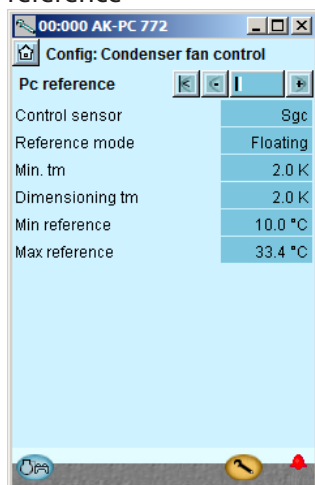 reference
00:000 AK-PC 772
Config: Condenser fan control
Pc reference
Control sensor Sgc
Reference mode Floating
Min. tm 2.0 K
Dimensioning tm 2.0 K
Min reference 10.0 °C
Max reference 33.4 °C